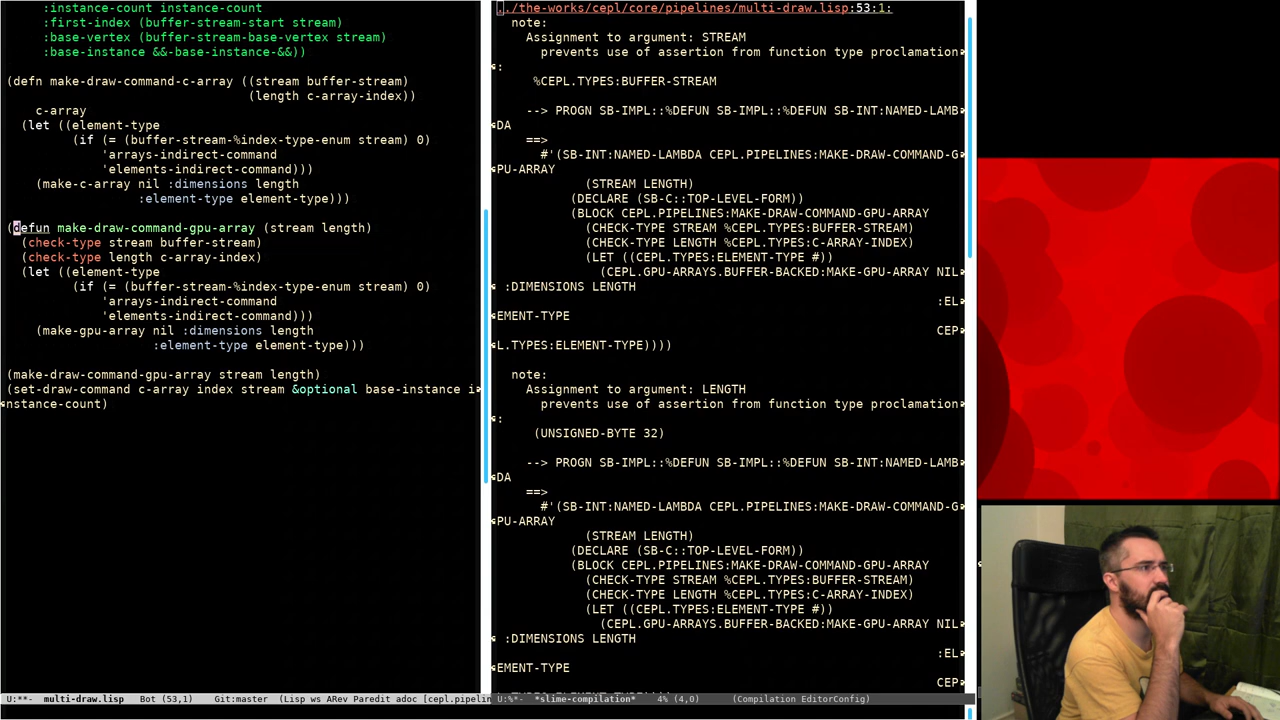 :instance-count instance-count
:first-index (buffer-stream-start stream)
:base-vertex (buffer-stream-base-vertex stream)
:base-instance &&-base-instance-&&))
(defn make-draw-command-c-array ((stream buffer-stream)
(length c-array-index))
c-array
(let ((element-type
(if (= (buffer-stream-%index-type-enum stream) 0)
'arrays-indirect-command
'elements-indirect-command)))
(make-c-array nil :dimensions length
:element-type element-type)))
(defun make-draw-command-gpu-array (stream length)
(check-type stream buffer-stream)
(check-type length c-array-index)
(let ((element-type
(if (= (buffer-stream-%index-type-enum stream) 0)
'arrays-indirect-command
'elements-indirect-command)))
(make-gpu-array nil :dimensions length
:element-type element-type)))
(make-draw-command-gpu-array stream length)
(set-draw-command c-array index stream &optional base-instance i
nstance-count)
U:**-  multi-draw.lisp   Bot (53,1)    Git:master  (Lisp ws ARev Paredit adoc [cepl.pipelin
../the-works/cepl/core/pipelines/multi-draw.lisp:53:1:
note:
Assignment to argument: STREAM
prevents use of assertion from function type proclamation
:
%CEPL.TYPES:BUFFER-STREAM
--> PROGN SB-IMPL::%DEFUN SB-IMPL::%DEFUN SB-INT:NAMED-LAMB
DA
==>
#'(SB-INT:NAMED-LAMBDA CEPL.PIPELINES:MAKE-DRAW-COMMAND-G
PU-ARRAY
(STREAM LENGTH)
(DECLARE (SB-C::TOP-LEVEL-FORM))
(BLOCK CEPL.PIPELINES:MAKE-DRAW-COMMAND-GPU-ARRAY
(CHECK-TYPE STREAM %CEPL.TYPES:BUFFER-STREAM)
(CHECK-TYPE LENGTH %CEPL.TYPES:C-ARRAY-INDEX)
(LET ((CEPL.TYPES:ELEMENT-TYPE #))
(CEPL.GPU-ARRAYS.BUFFER-BACKED:MAKE-GPU-ARRAY NIL
:DIMENSIONS LENGTH
:EL
EMENT-TYPE
CEP
L.TYPES:ELEMENT-TYPE))))
note:
Assignment to argument: LENGTH
prevents use of assertion from function type proclamation
:
(UNSIGNED-BYTE 32)
--> PROGN SB-IMPL::%DEFUN SB-IMPL::%DEFUN SB-INT:NAMED-LAMB
DA
==>
#'(SB-INT:NAMED-LAMBDA CEPL.PIPELINES:MAKE-DRAW-COMMAND-G
PU-ARRAY
(STREAM LENGTH)
(DECLARE (SB-C::TOP-LEVEL-FORM))
(BLOCK CEPL.PIPELINES:MAKE-DRAW-COMMAND-GPU-ARRAY
(CHECK-TYPE STREAM %CEPL.TYPES:BUFFER-STREAM)
(CHECK-TYPE LENGTH %CEPL.TYPES:C-ARRAY-INDEX)
(LET ((CEPL.TYPES:ELEMENT-TYPE #))
(CEPL.GPU-ARRAYS.BUFFER-BACKED:MAKE-GPU-ARRAY NIL
:DIMENSIONS LENGTH
:EL
EMENT-TYPE
CEP
U:%*-  *slime-compilation*   4% (4,0)     (Compilation EditorConfig)